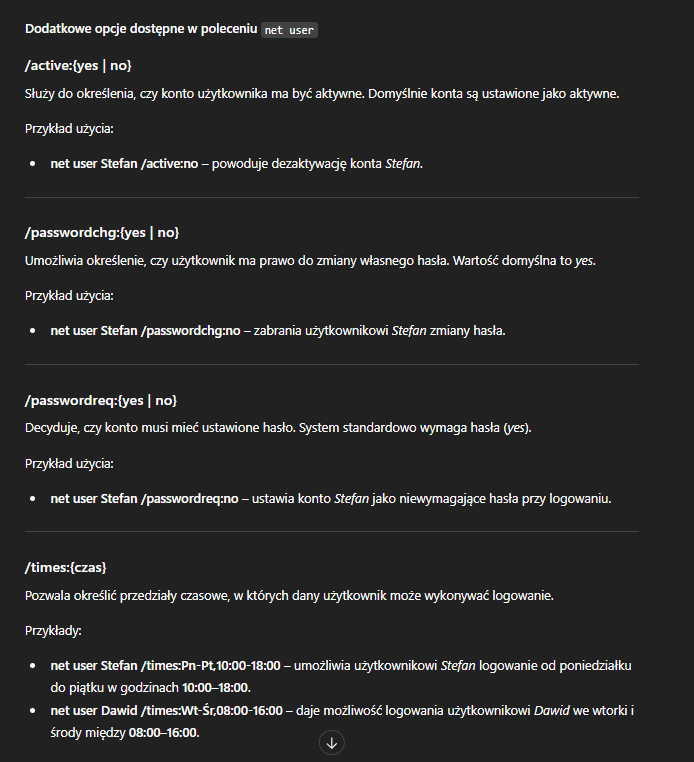 Dodatkowe opcje dostępne w poleceniu net user
/active:{yes | no}
Służy do określenia, czy konto użytkownika ma być aktywne. Domyślnie konta są ustawione jako aktywne.
Przykład użycia:
• net user Stefan /active:no – powoduje dezaktywację konta Stefan.
/passwordchg:{yes | no}
Umożliwia określenie, czy użytkownik ma prawo do zmiany własnego hasła. Wartość domyślna to yes.
Przykład użycia:
• net user Stefan /passwordchg:no – zabrania użytkownikowi Stefan zmiany hasła.
/passwordreq:{yes | no}
Decyduje, czy konto musi mieć ustawione hasło. System standardowo wymaga hasła (yes).
Przykład użycia:
• net user Stefan /passwordreq:no – ustawia konto Stefan jako niewymagające hasła przy logowaniu.
/times:{czas}
Pozwala określić przedziały czasowe, w których dany użytkownik może wykonywać logowanie.
Przykłady:
• net user Stefan /times:Pn-Pt,10:00-18:00 – umożliwia użytkownikowi Stefan logowanie od poniedziałku
do piątku w godzinach 10:00–18:00.
• net user Dawid /times:Wt-Śr,08:00-16:00 – daje możliwość logowania użytkownikowi Dawid we wtorki i
środy między 08:00–16:00.